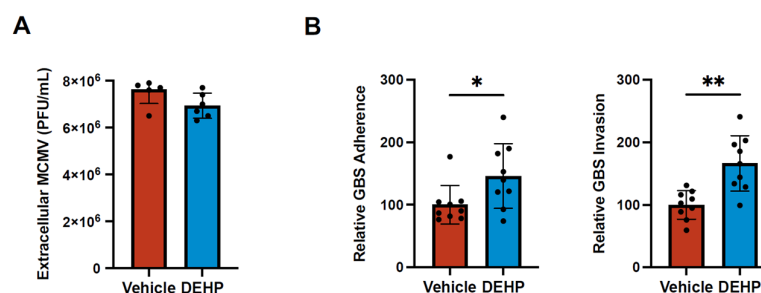 A
Extracellular MCMV (PFU/mL)
8×10⁶
6×10⁶
4×10⁶
2×10⁶
0
Vehicle DEHP
B
Relative GBS Adherence
300
200
100
0
*
Vehicle DEHP
Relative GBS Invasion
300
200
100
0
**
Vehicle DEHP